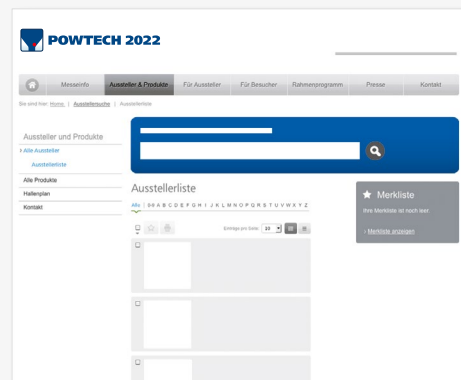 POWTECH 2022
Messeinfo
Aussteller & Produkte
Für Aussteller
Für Besucher
Rahmenprogramm
Presse
Kontakt
Sie sind hier: Home | Ausstellersuche | Ausstellerliste
Aussteller und Produkte
Alle Aussteller
Ausstellerliste
Alle Produkte
Hallenplan
Kontakt
Ausstellerliste
Alle | 0-9 A B C D E F G H I J K L M N O P Q R S T U V W X Y Z
Einträge pro Seite 10
Merkliste
Ihre Merkliste ist noch leer.
› Merkliste anzeigen